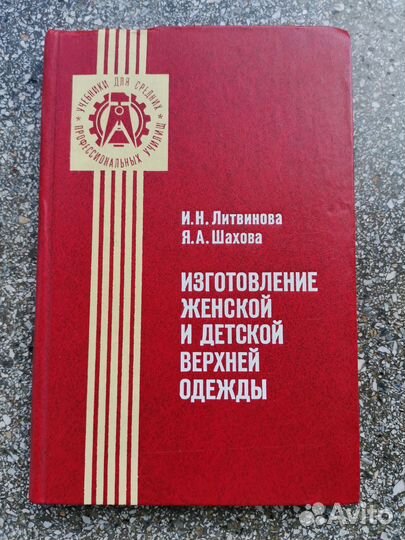 УЧЕБНИКИ ДЛЯ СРЕДНИХ
ПРОФЕССИОНАЛЬНЫХ УЧИЛИЩ
И.Н. Литвинова
Я.А. Шахова
ИЗГОТОВЛЕНИЕ
ЖЕНСКОЙ
И ДЕТСКОЙ
ВЕРХНЕЙ
ОДЕЖДЫ
Avito